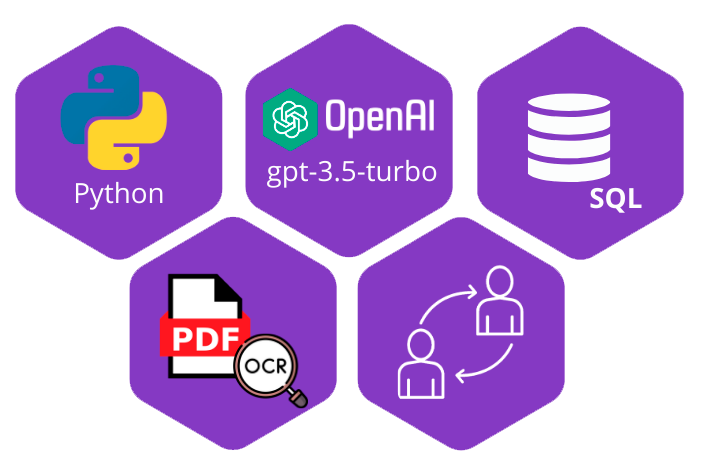 Python
OpenAI
gpt-3.5-turbo
SQL
PDF
OCR